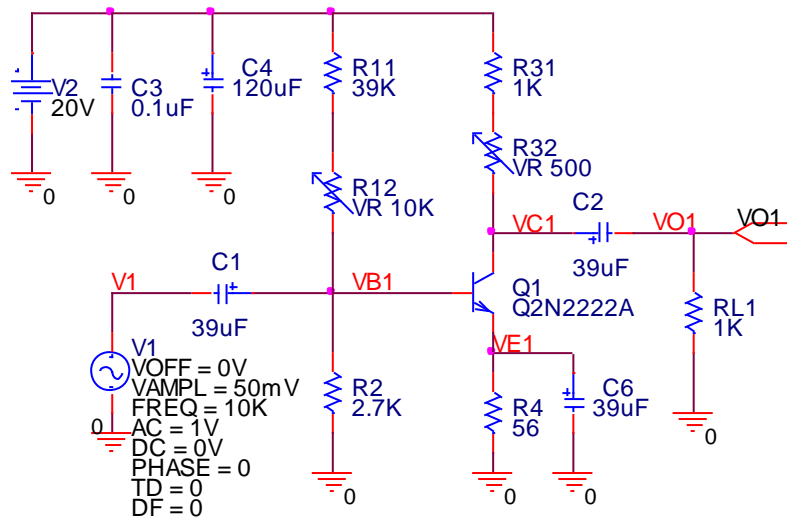 V2
20V
0
C3
0.1uF
0
C4
120uF
0
R11
39K
R12
VR 10K
R31
1K
R32
VR 500
V1
C1
39uF
VB1
VC1
C2
39uF
VO1
VO1
Q1
Q2N2222A
VE1
RL1
1K
0
V1
VOFF = 0V
VAMPL = 50mV
FREQ = 10K
AC = 1V
DC = 0V
PHASE = 0
TD = 0
DF = 0
0
R2
2.7K
0
R4
56
0
C6
39uF
0